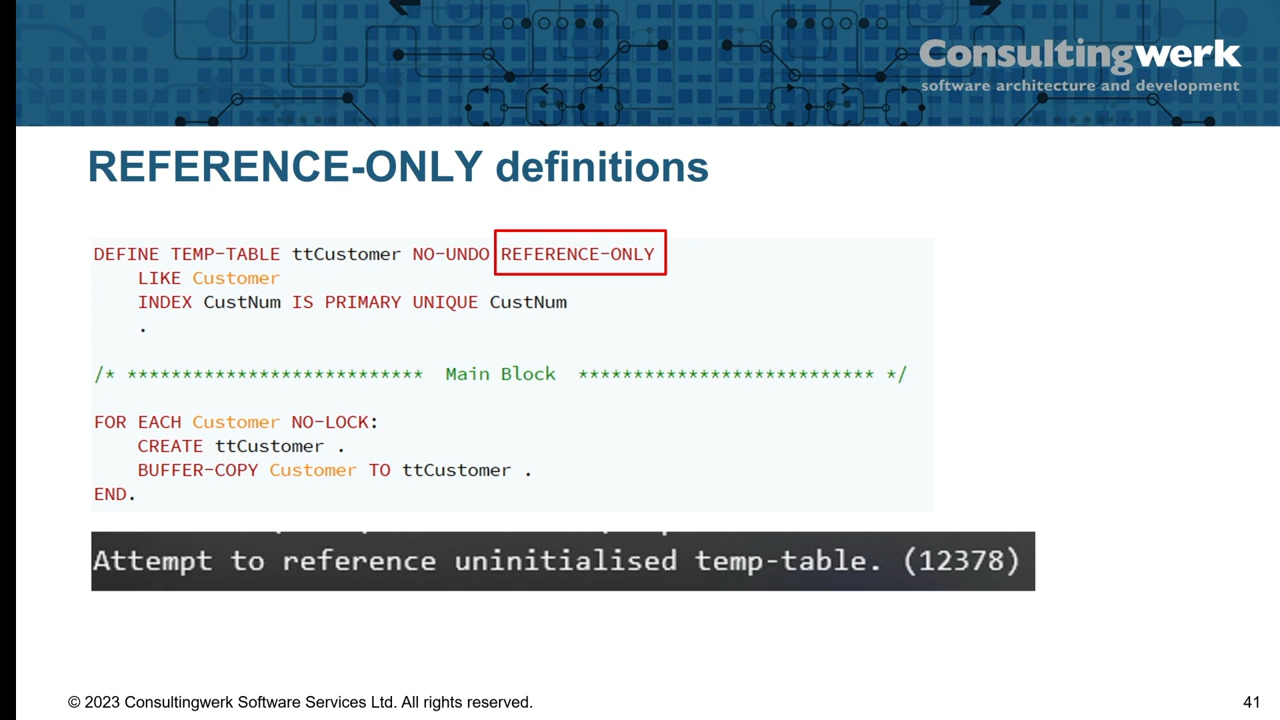 Consultingwerk
software architecture and development
REFERENCE-ONLY definitions
DEFINE TEMP-TABLE ttCustomer NO-UNDO REFERENCE-ONLY
    LIKE Customer
    INDEX CustNum IS PRIMARY UNIQUE CustNum
    .
/* *************************** Main Block *************************** */
FOR EACH Customer NO-LOCK:
    CREATE ttCustomer .
    BUFFER-COPY Customer TO ttCustomer .
END.
Attempt to reference uninitialised temp-table. (12378)
© 2023 Consultingwerk Software Services Ltd. All rights reserved.
41